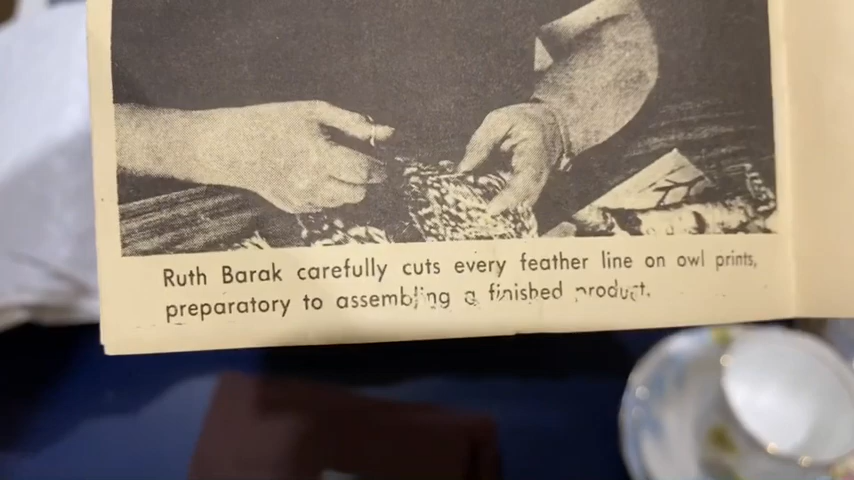 Ruth Barak carefully cuts every feather line on owl prints,
preparatory to assembling a finished product.